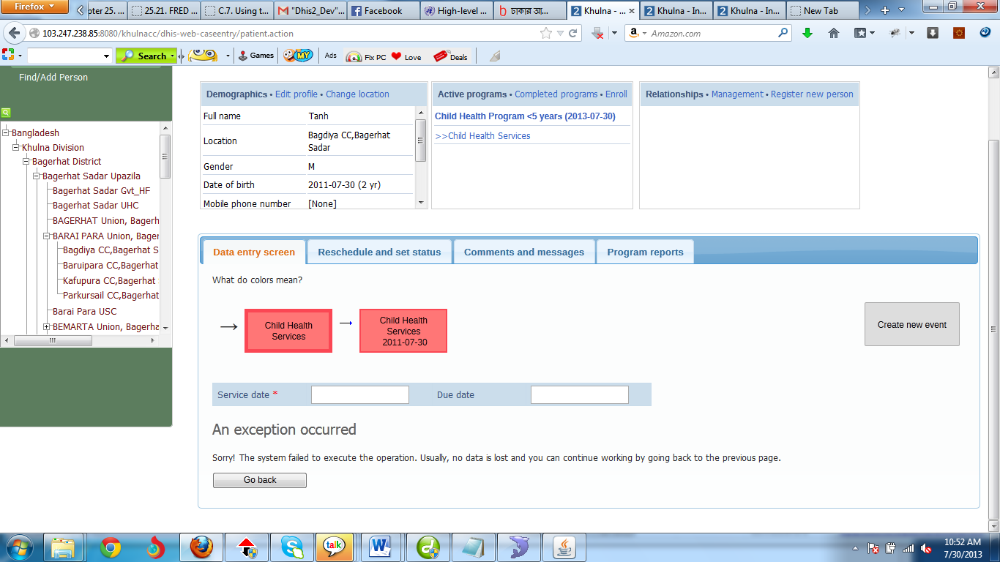 Firefox
pter 25. ...
25.21. FRED ...
C.7. Using t...
"Dhis2_Dev"...
Facebook
High-level ...
ঢাকার আ...
Khulna - ...
Khulna - In...
Khulna - In...
New Tab
103.247.238.85:8080/khulnacc/dhis-web-caseentry/patient.action
Amazon.com
Search
Games
MY
Ads
Fix PC
Love
Deals
Find/Add Person
Bangladesh
Khulna Division
Bagerhat District
Bagerhat Sadar Upazila
Bagerhat Sadar Gvt_HF
Bagerhat Sadar UHC
BAGERHAT Union, Bagerh
BARAI PARA Union, Bager
Bagdiya CC,Bagerhat S
Baruipara CC,Bagerhat
Kafupura CC,Bagerhat
Parkursail CC,Bagerhat
Barai Para USC
BEMARTA Union, Bagerha
Demographics • Edit profile • Change location
Full name Tanh
Location Bagdiya CC,Bagerhat
Sadar
Gender M
Date of birth 2011-07-30 (2 yr)
Mobile phone number [None]
Active programs • Completed programs • Enroll
Child Health Program <5 years (2013-07-30)
>>Child Health Services
Relationships • Management • Register new person
Data entry screen
Reschedule and set status
Comments and messages
Program reports
What do colors mean?
Child Health
Services
Child Health
Services
2011-07-30
Create new event
Service date *
Due date
An exception occurred
Sorry! The system failed to execute the operation. Usually, no data is lost and you can continue working by going back to the previous page.
Go back
talk
10:52 AM
7/30/2013